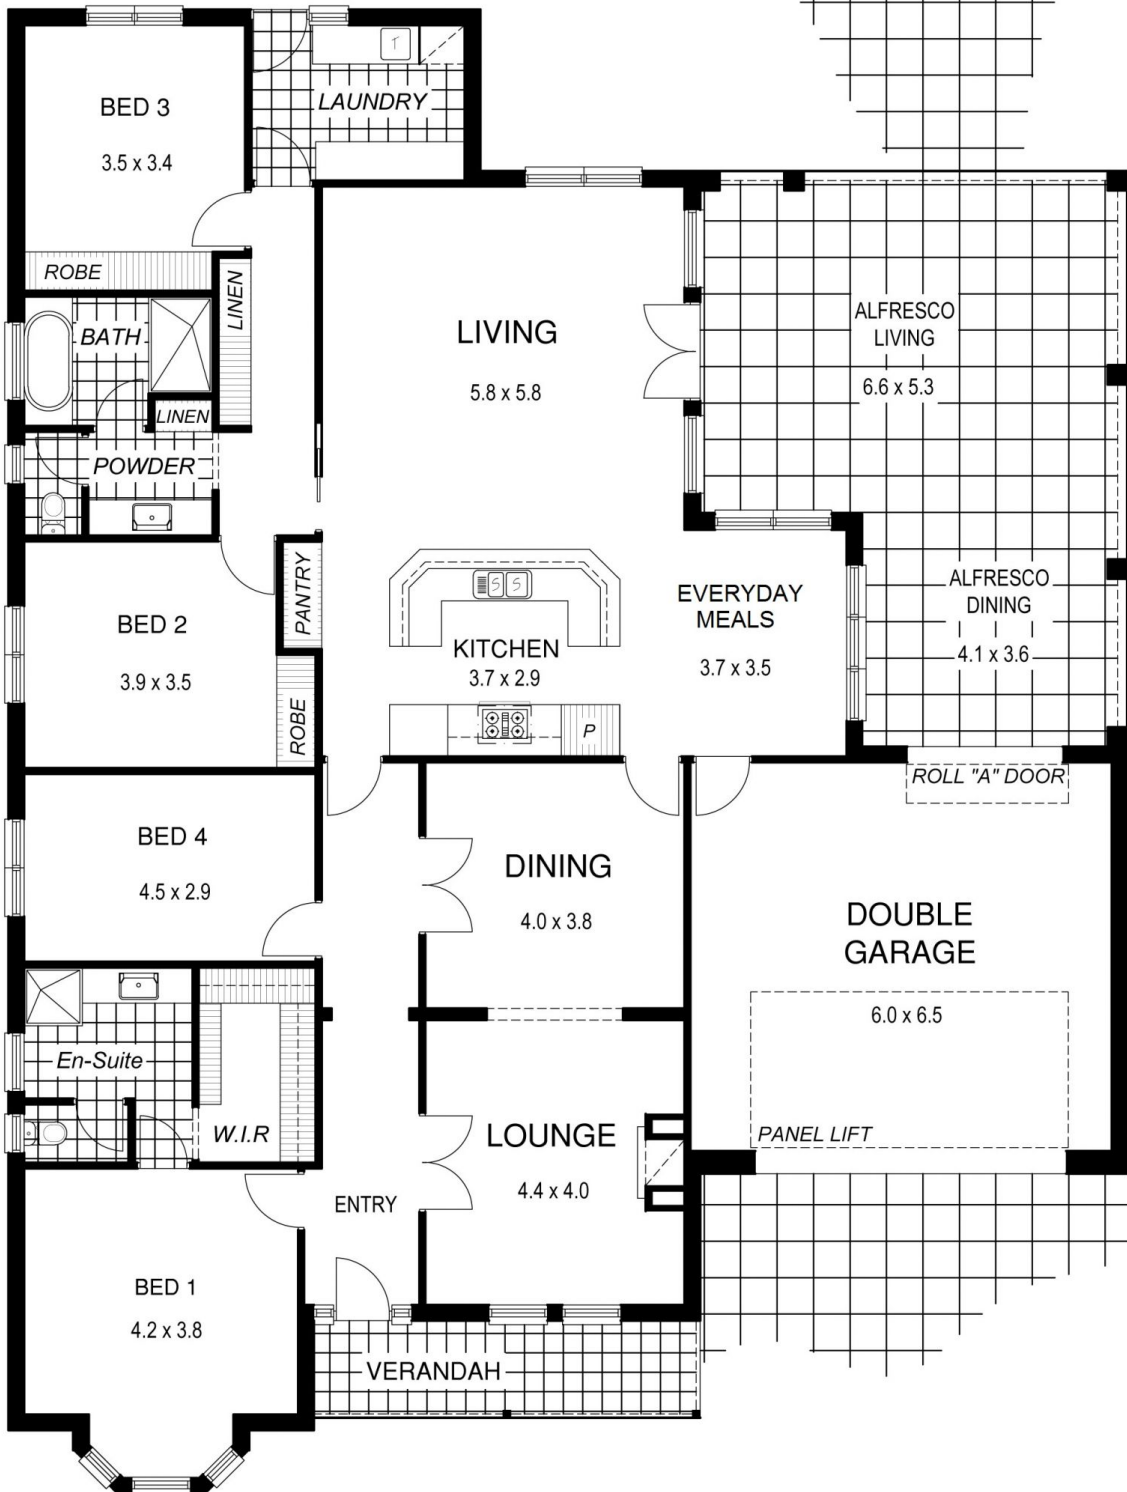 BED 3
3.5 x 3.4
LAUNDRY
ROBE
LINEN
BATH
LINEN
POWDER
LIVING
5.8 x 5.8
ALFRESCO
LIVING
6.6 x 5.3
PANTRY
BED 2
3.9 x 3.5
ROBE
KITCHEN
3.7 x 2.9
P
EVERYDAY
MEALS
3.7 x 3.5
ALFRESCO
DINING
4.1 x 3.6
ROLL "A" DOOR
BED 4
4.5 x 2.9
DINING
4.0 x 3.8
DOUBLE
GARAGE
6.0 x 6.5
PANEL LIFT
En-Suite
W.I.R
LOUNGE
4.4 x 4.0
ENTRY
BED 1
4.2 x 3.8
VERANDAH